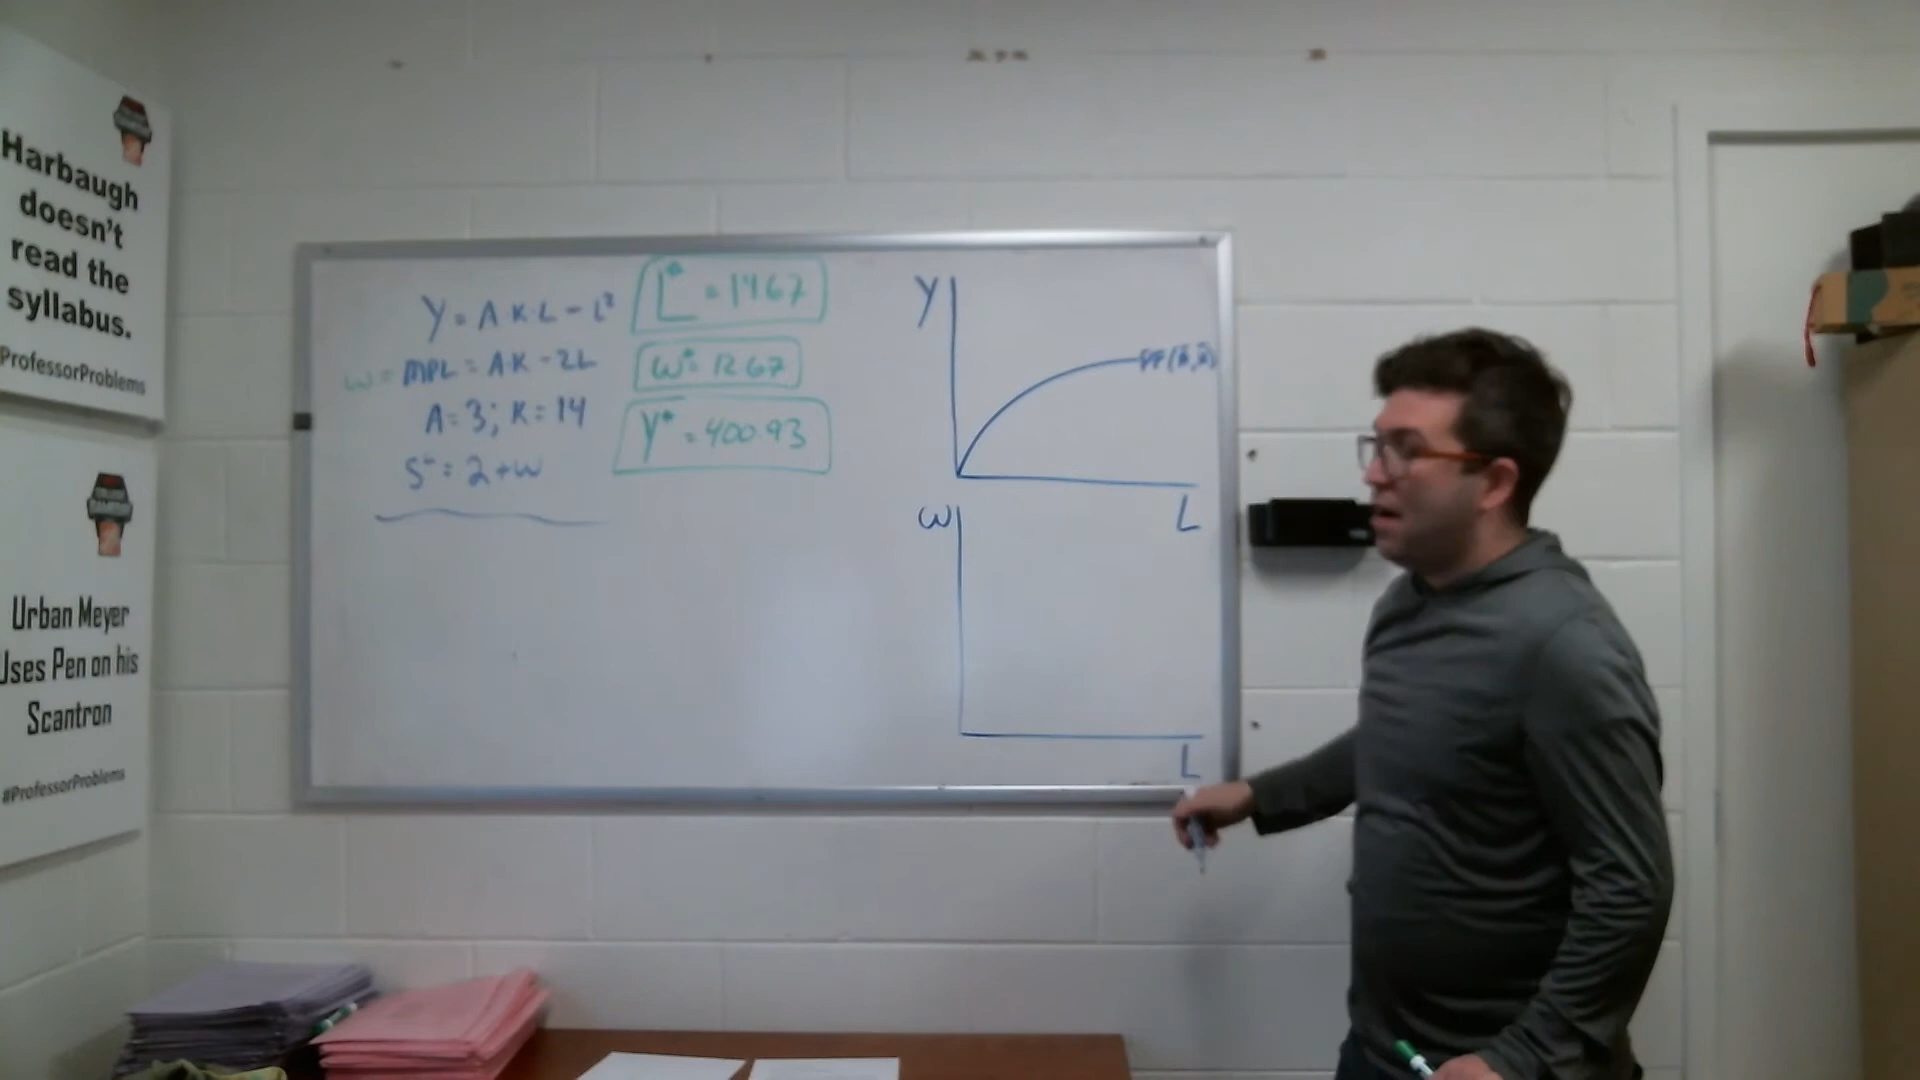 Harbaugh
doesn't
read the
syllabus.
#ProfessorProblems
Urban Meyer
Uses Pen on his
Scantron
#ProfessorProblems
Y = A·K·L - L²
w = MPL = A·K - 2L
A = 3; K = 14
Sᴸ = 2 + w
L* = 14.67
w* = 12.67
Y* = 400.93
Y
L
w
L